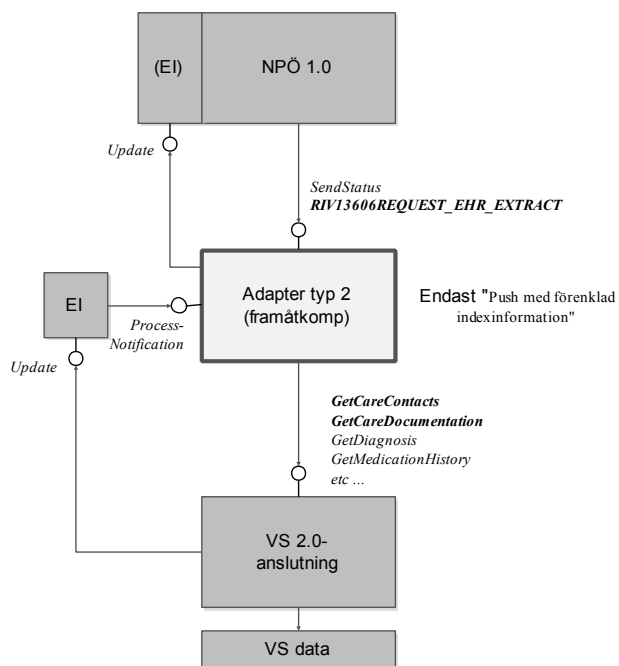 (EI)
NPÖ 1.0
Update
SendStatus
RIV13606REQUEST_EHR_EXTRACT
Adapter typ 2
(framåtkomp)
Endast "Push med förenklad
indexinformation"
EI
Process-
Notification
Update
GetCareContacts
GetCareDocumentation
GetDiagnosis
GetMedicationHistory
etc ...
VS 2.0-
anslutning
VS data